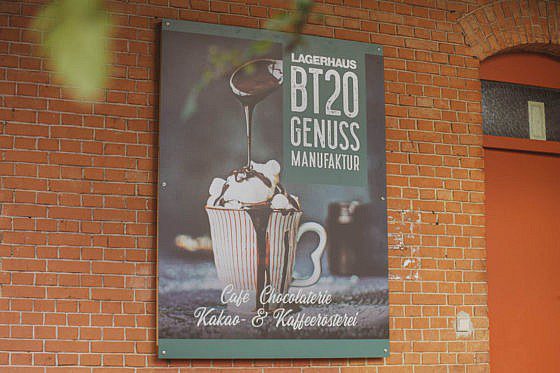 LAGERHAUS
BT20
GENUSS
MANUFAKTUR
Café Chocolaterie
Kakao- & Kaffeerösterei